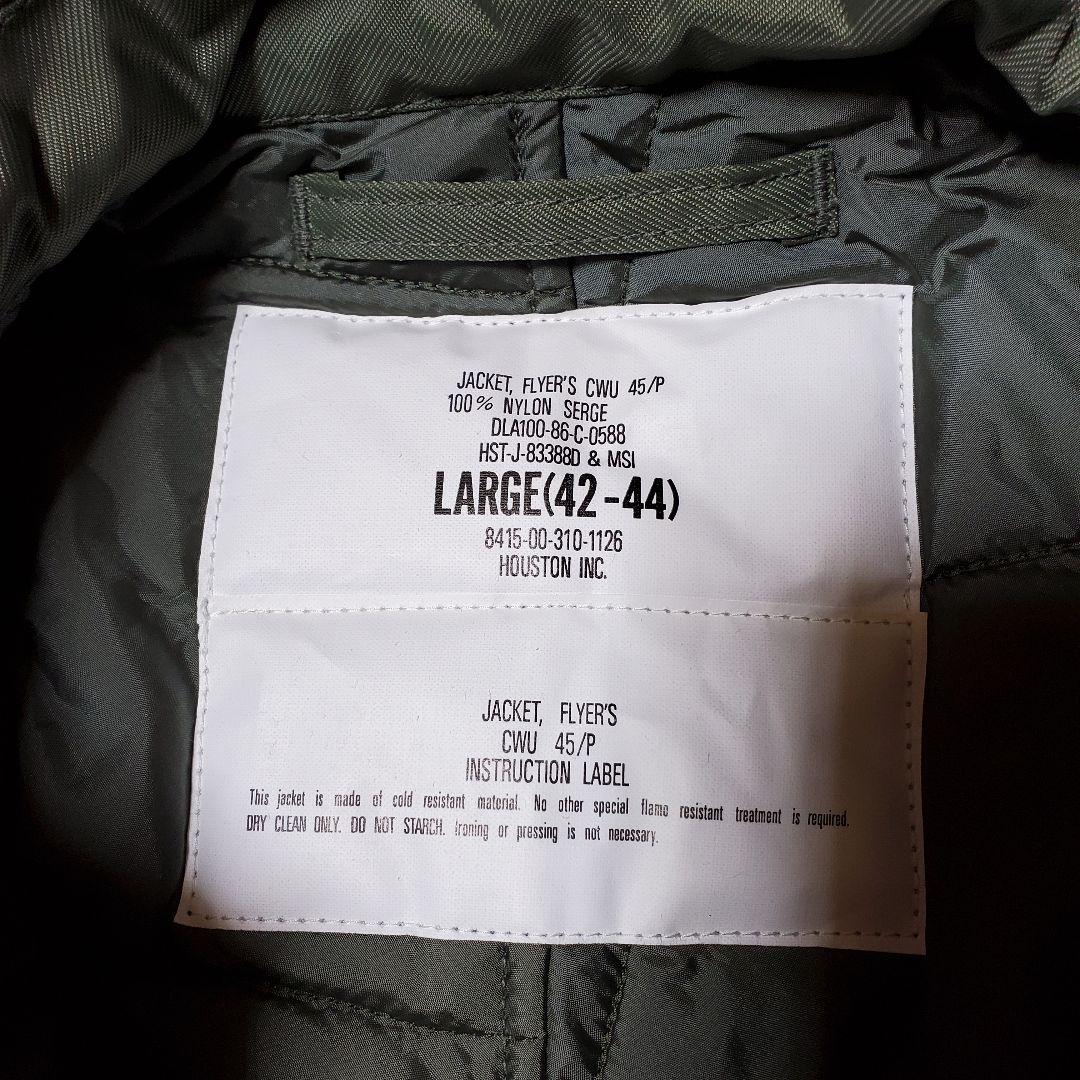 JACKET, FLYER'S CWU 45/P
100% NYLON SERGE
DLA100-86-C-0588
HST-J-83388D & MSI
LARGE(42-44)
8415-00-310-1126
HOUSTON INC.
JACKET, FLYER'S
CWU 45/P
INSTRUCTION LABEL
This jacket is made of cold resistant material. No other special flame resistant treatment is required.
DRY CLEAN ONLY. DO NOT STARCH. Ironing or pressing is not necessary.